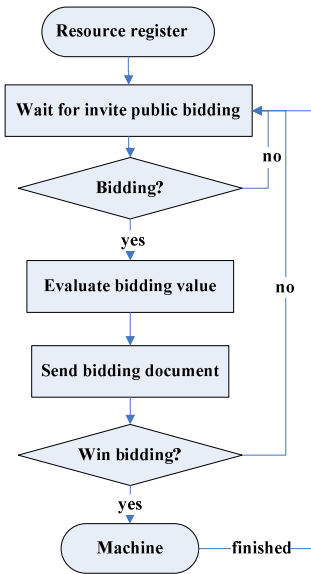 Resource register
Wait for invite public bidding
no
Bidding?
yes
Evaluate bidding value
no
Send bidding document
Win bidding?
yes
Machine
finished